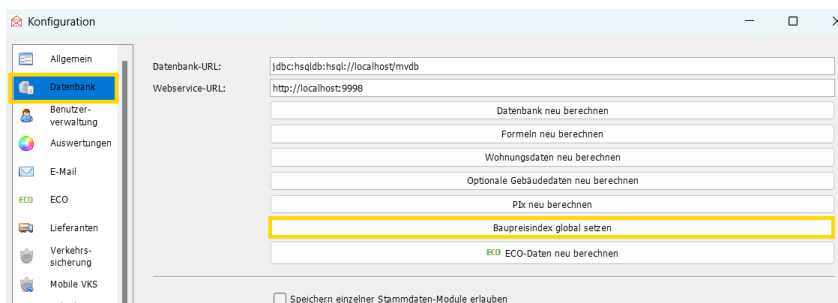 Konfiguration
Allgemein
Datenbank
Benutzer-
verwaltung
Auswertungen
E-Mail
ECO
ECO
Lieferanten
Verkehrs-
sicherung
Mobile VKS
Datenbank-URL:
jdbc:hsqldb:hsql://localhost/mvdb
Webservice-URL:
http://localhost:9998
Datenbank neu berechnen
Formeln neu berechnen
Wohnungsdaten neu berechnen
Optionale Gebäudedaten neu berechnen
PIx neu berechnen
Baupreisindex global setzen
ECO ECO-Daten neu berechnen
Speichern einzelner Stammdaten-Module erlauben